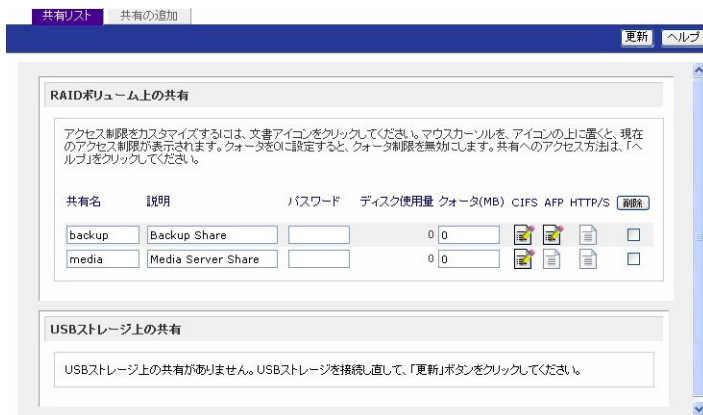 共有リスト 共有の追加
更新 ヘルプ
RAIDボリューム上の共有
アクセス制限をカスタマイズするには、文書アイコンをクリックしてください。マウスカーソルを、アイコンの上に置くと、現在
のアクセス制限が表示されます。クォータを0に設定すると、クォータ制限を無効にします。共有へのアクセス方法は、「ヘ
ルプ」をクリックしてください。
共有名 説明 パスワード ディスク使用量 クォータ(MB) CIFS AFP HTTP/S 削除
backup Backup Share 0 0
media Media Server Share 0 0
USBストレージ上の共有
USBストレージ上の共有がありません。USBストレージを接続し直して、「更新」ボタンをクリックしてください。